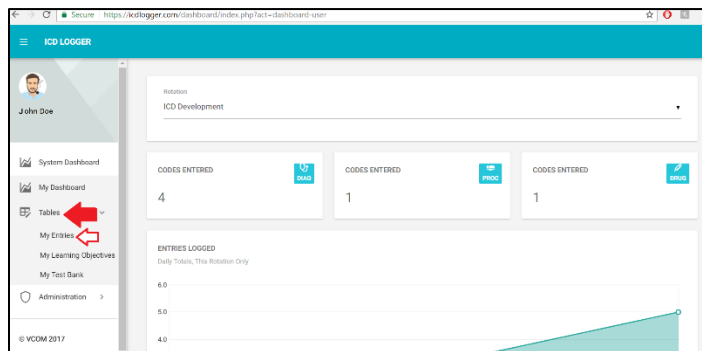 Secure https://icdlogger.com/dashboard/index.php?act=dashboard-user
ICD LOGGER
John Doe
System Dashboard
My Dashboard
Tables
My Entries
My Learning Objectives
My Test Bank
Administration
© VCOM 2017
Rotation
ICD Development
CODES ENTERED
DIAG
4
CODES ENTERED
PROC
1
CODES ENTERED
DRUG
1
ENTRIES LOGGED
Daily Totals, This Rotation Only
6.0
5.0
4.0